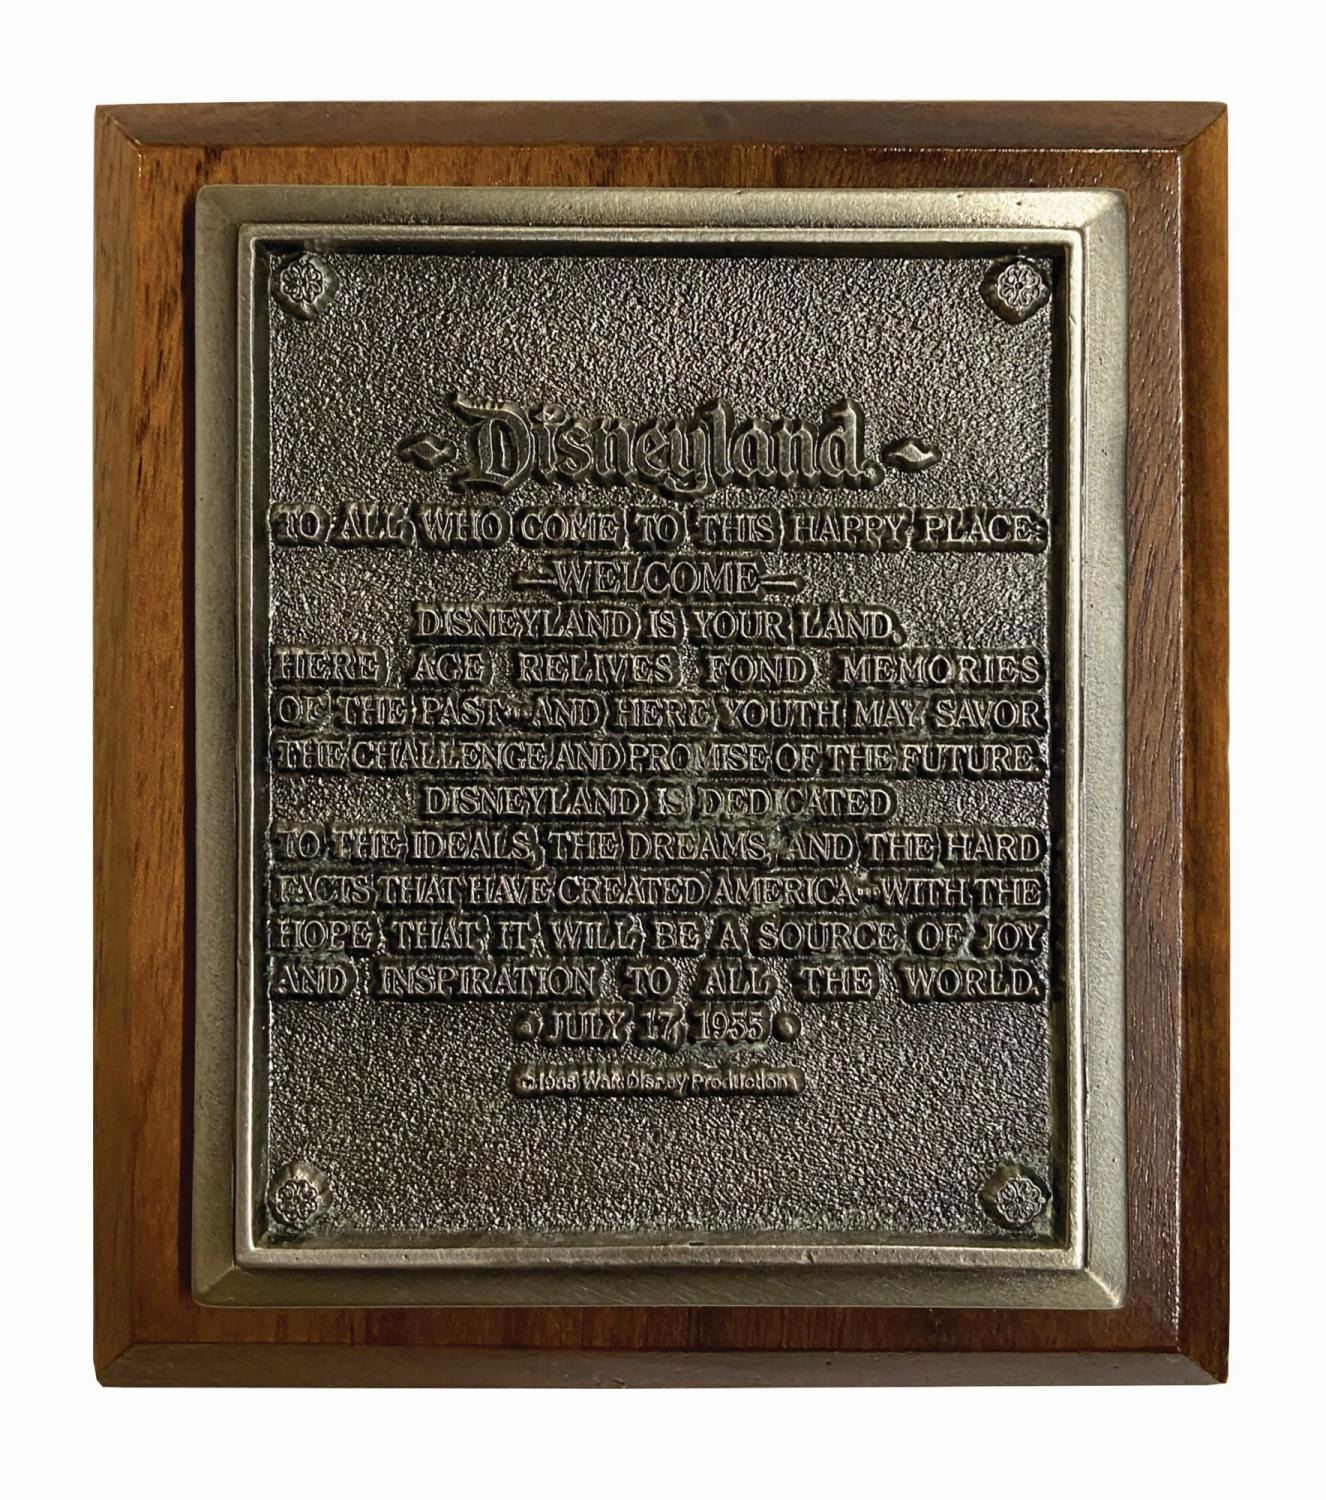 Disneyland.
TO ALL WHO COME TO THIS HAPPY PLACE:
—WELCOME—
DISNEYLAND IS YOUR LAND.
HERE AGE RELIVES FOND MEMORIES
OF THE PAST—AND HERE YOUTH MAY SAVOR
THE CHALLENGE AND PROMISE OF THE FUTURE.
DISNEYLAND IS DEDICATED
TO THE IDEALS, THE DREAMS, AND THE HARD
FACTS THAT HAVE CREATED AMERICA—WITH THE
HOPE THAT IT WILL BE A SOURCE OF JOY
AND INSPIRATION TO ALL THE WORLD.
• JULY 17, 1955 •
© 1985 Walt Disney Productions